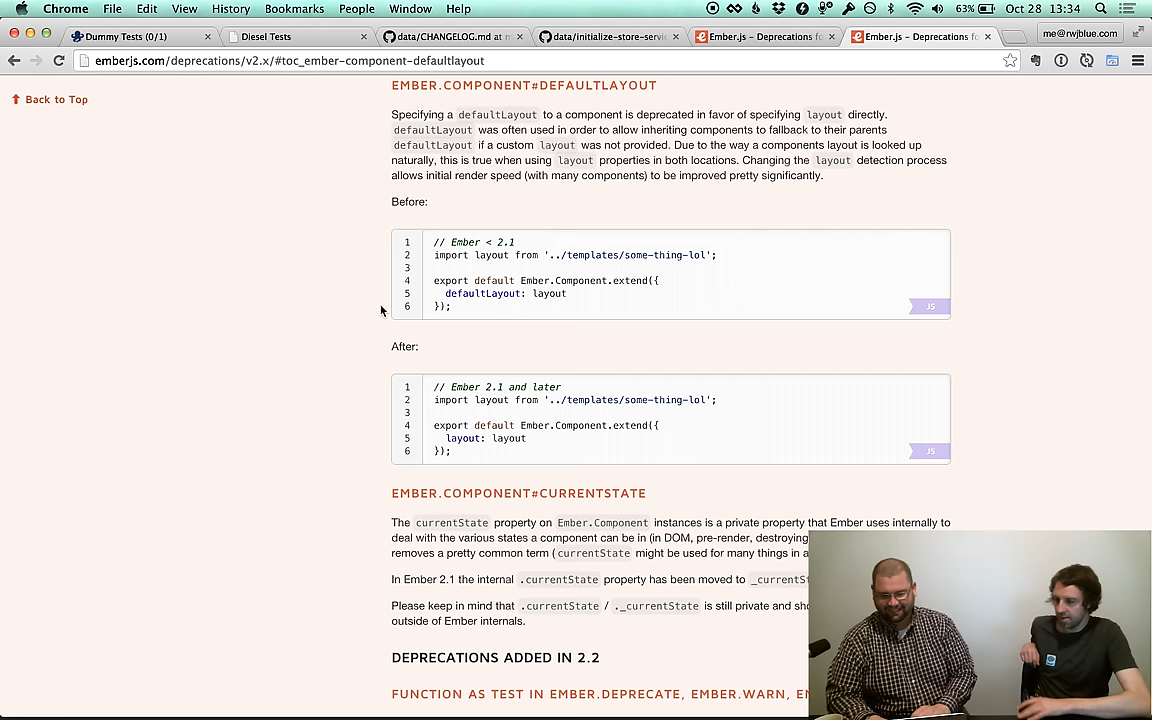 Chrome File Edit View History Bookmarks People Window Help 63% Oct 28 13:34
Dummy Tests (0/1) Diesel Tests data/CHANGELOG.md at m data/initialize-store-servic Ember.js - Deprecations fo Ember.js - Deprecations fo me@rwjblue.com
emberjs.com/deprecations/v2.x/#toc_ember-component-defaultlayout
Back to Top
EMBER.COMPONENT#DEFAULTLAYOUT
Specifying a defaultLayout to a component is deprecated in favor of specifying layout directly.
defaultLayout was often used in order to allow inheriting components to fallback to their parents
defaultLayout if a custom layout was not provided. Due to the way a components layout is looked up
naturally, this is true when using layout properties in both locations. Changing the layout detection process
allows initial render speed (with many components) to be improved pretty significantly.
Before:
1 // Ember < 2.1
2 import layout from '../templates/some-thing-lol';
3
4 export default Ember.Component.extend({
5 defaultLayout: layout
6 });
JS
After:
1 // Ember 2.1 and later
2 import layout from '../templates/some-thing-lol';
3
4 export default Ember.Component.extend({
5 layout: layout
6 });
JS
EMBER.COMPONENT#CURRENTSTATE
The currentState property on Ember.Component instances is a private property that Ember uses internally to
deal with the various states a component can be in (in DOM, pre-render, destroying
removes a pretty common term ( currentState might be used for many things in a
In Ember 2.1 the internal .currentState property has been moved to _currentSt
Please keep in mind that .currentState / ._currentState is still private and sho
outside of Ember internals.
DEPRECATIONS ADDED IN 2.2
FUNCTION AS TEST IN EMBER.DEPRECATE, EMBER.WARN, EM